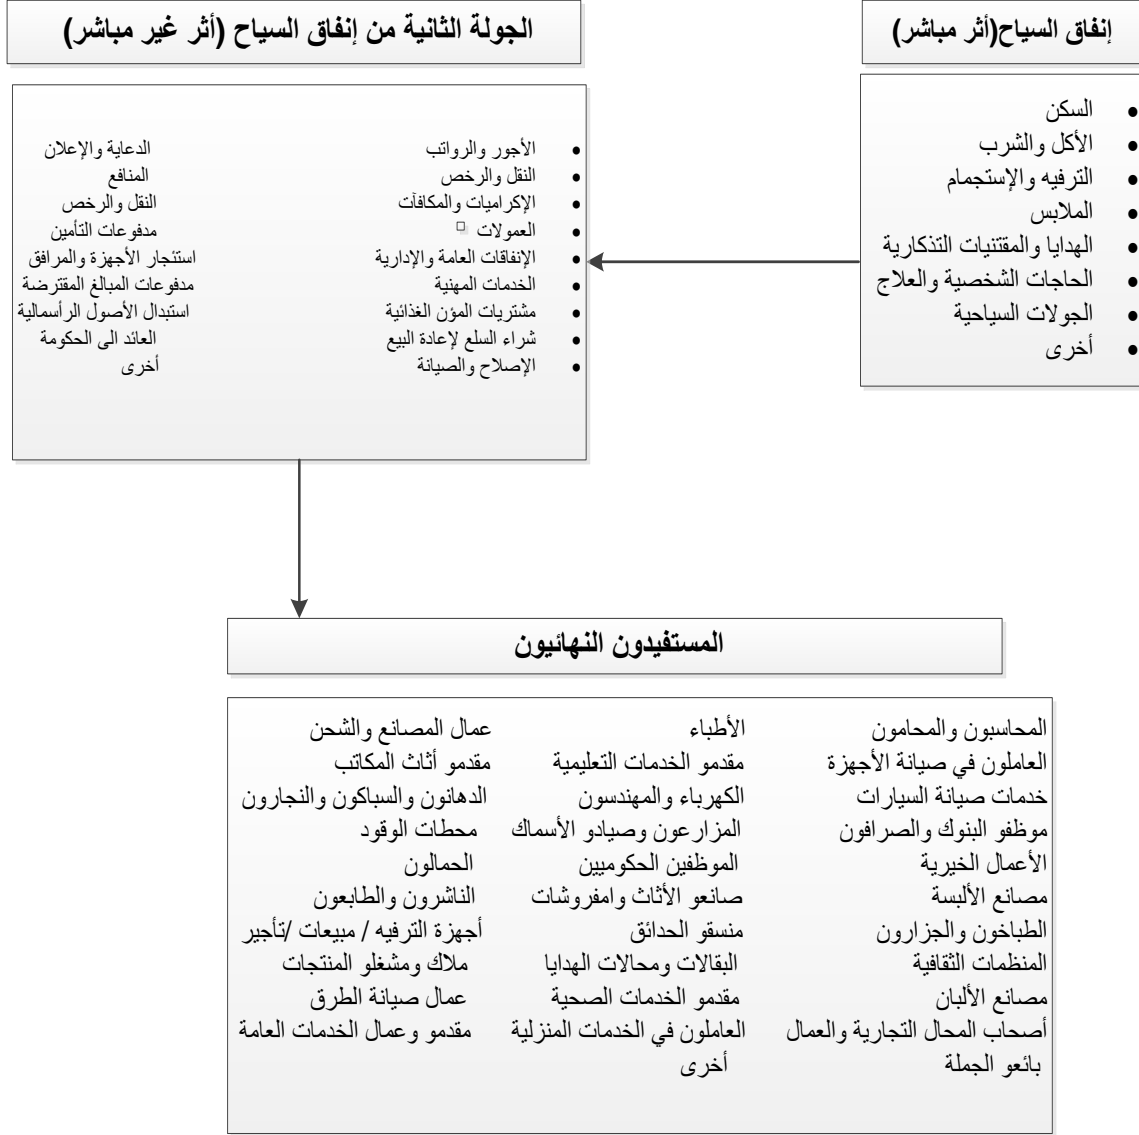 إنفاق السياح(أثر مباشر)
السكن
الأكل والشرب
الترفيه والإستجمام
الملابس
الهدايا والمقتنيات التذكارية
الحاجات الشخصية والعلاج
الجولات السياحية
أخرى
الجولة الثانية من إنفاق السياح (أثر غير مباشر)
الأجور والرواتب
النقل والرخص
الإكراميات والمكافآت
العمولات
الإنفاقات العامة والإدارية
الخدمات المهنية
مشتريات المؤن الغذائية
شراء السلع لإعادة البيع
الإصلاح والصيانة
الدعاية والإعلان
المنافع
النقل والرخص
مدفوعات التأمين
استئجار الأجهزة والمرافق
مدفوعات المبالغ المقترضة
استبدال الأصول الرأسمالية
العائد الى الحكومة
أخرى
المستفيدون النهائيون
المحاسبون والمحامون
العاملون في صيانة الأجهزة
خدمات صيانة السيارات
موظفو البنوك والصرافون
الأعمال الخيرية
مصانع الألبسة
الطباخون والجزارون
المنظمات الثقافية
مصانع الألبان
أصحاب المحال التجارية والعمال
بائعو الجملة
الأطباء
مقدمو الخدمات التعليمية
الكهرباء والمهندسون
المزارعون وصيادو الأسماك
الموظفين الحكوميين
صانعو الأثاث وامفروشات
منسقو الحدائق
البقالات ومحالات الهدايا
مقدمو الخدمات الصحية
العاملون في الخدمات المنزلية
أخرى
عمال المصانع والشحن
مقدمو أثاث المكاتب
الدهانون والسباكون والنجارون
محطات الوقود
الحمالون
الناشرون والطابعون
أجهزة الترفيه / مبيعات /تأجير
ملاك ومشغلو المنتجات
عمال صيانة الطرق
مقدمو وعمال الخدمات العامة